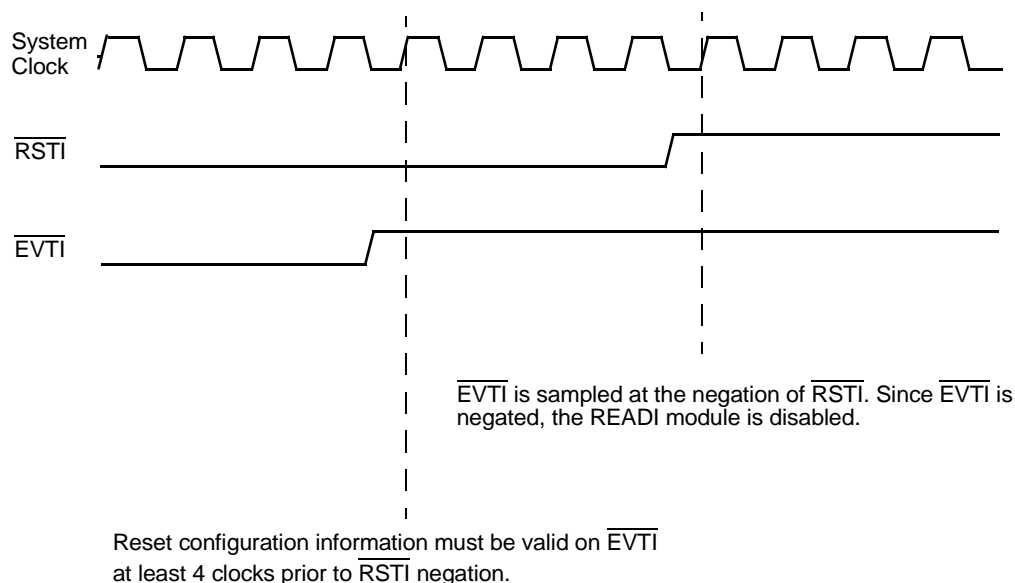 System
Clock
RSTI
EVTI
EVTI is sampled at the negation of RSTI. Since EVTI is
negated, the READI module is disabled.
Reset configuration information must be valid on EVTI
at least 4 clocks prior to RSTI negation.